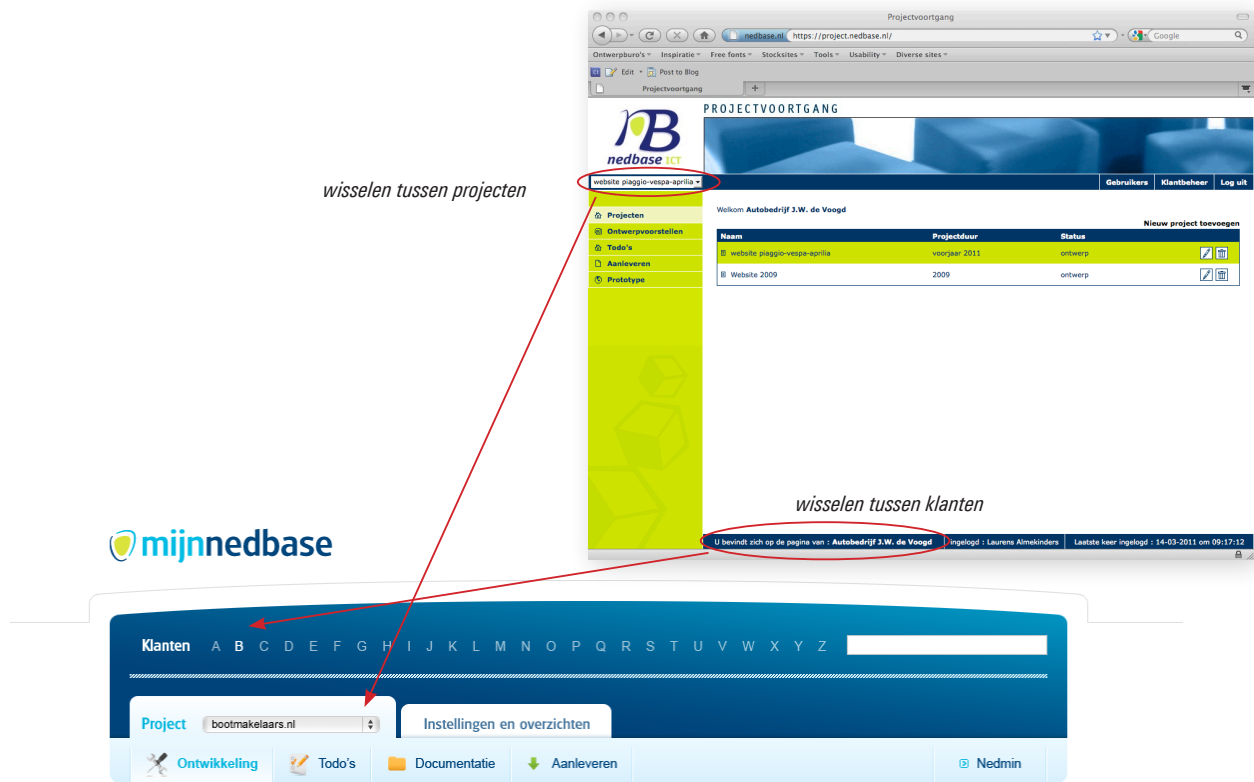 Projectvoortgang
nedbase.nl https://project.nedbase.nl/
Google
Ontwerpburo's Inspiratie Free fonts Stocksites Tools Usability Diverse sites
Edit Post to Blog
Projectvoortgang
PROJECTVOORTGANG
nB
nedbase ICT
wisselen tussen projecten
website piaggio-vespa-aprilia
Gebruikers Klantbeheer Log uit
Projecten
Ontwerpvoorstellen
Todo's
Aanleveren
Prototype
Welkom Autobedrijf J.W. de Voogd
Nieuw project toevoegen
Naam Projectduur Status
website piaggio-vespa-aprilia voorjaar 2011 ontwerp
Website 2009 2009 ontwerp
wisselen tussen klanten
U bevindt zich op de pagina van : Autobedrijf J.W. de Voogd ingelogd : Laurens Almekinders Laatste keer ingelogd : 14-03-2011 om 09:17:12
mijnnedbase
Klanten A B C D E F G H I J K L M N O P Q R S T U V W X Y Z
Project bootmakelaars.nl Instellingen en overzichten
Ontwikkeling Todo's Documentatie Aanleveren Nedmin